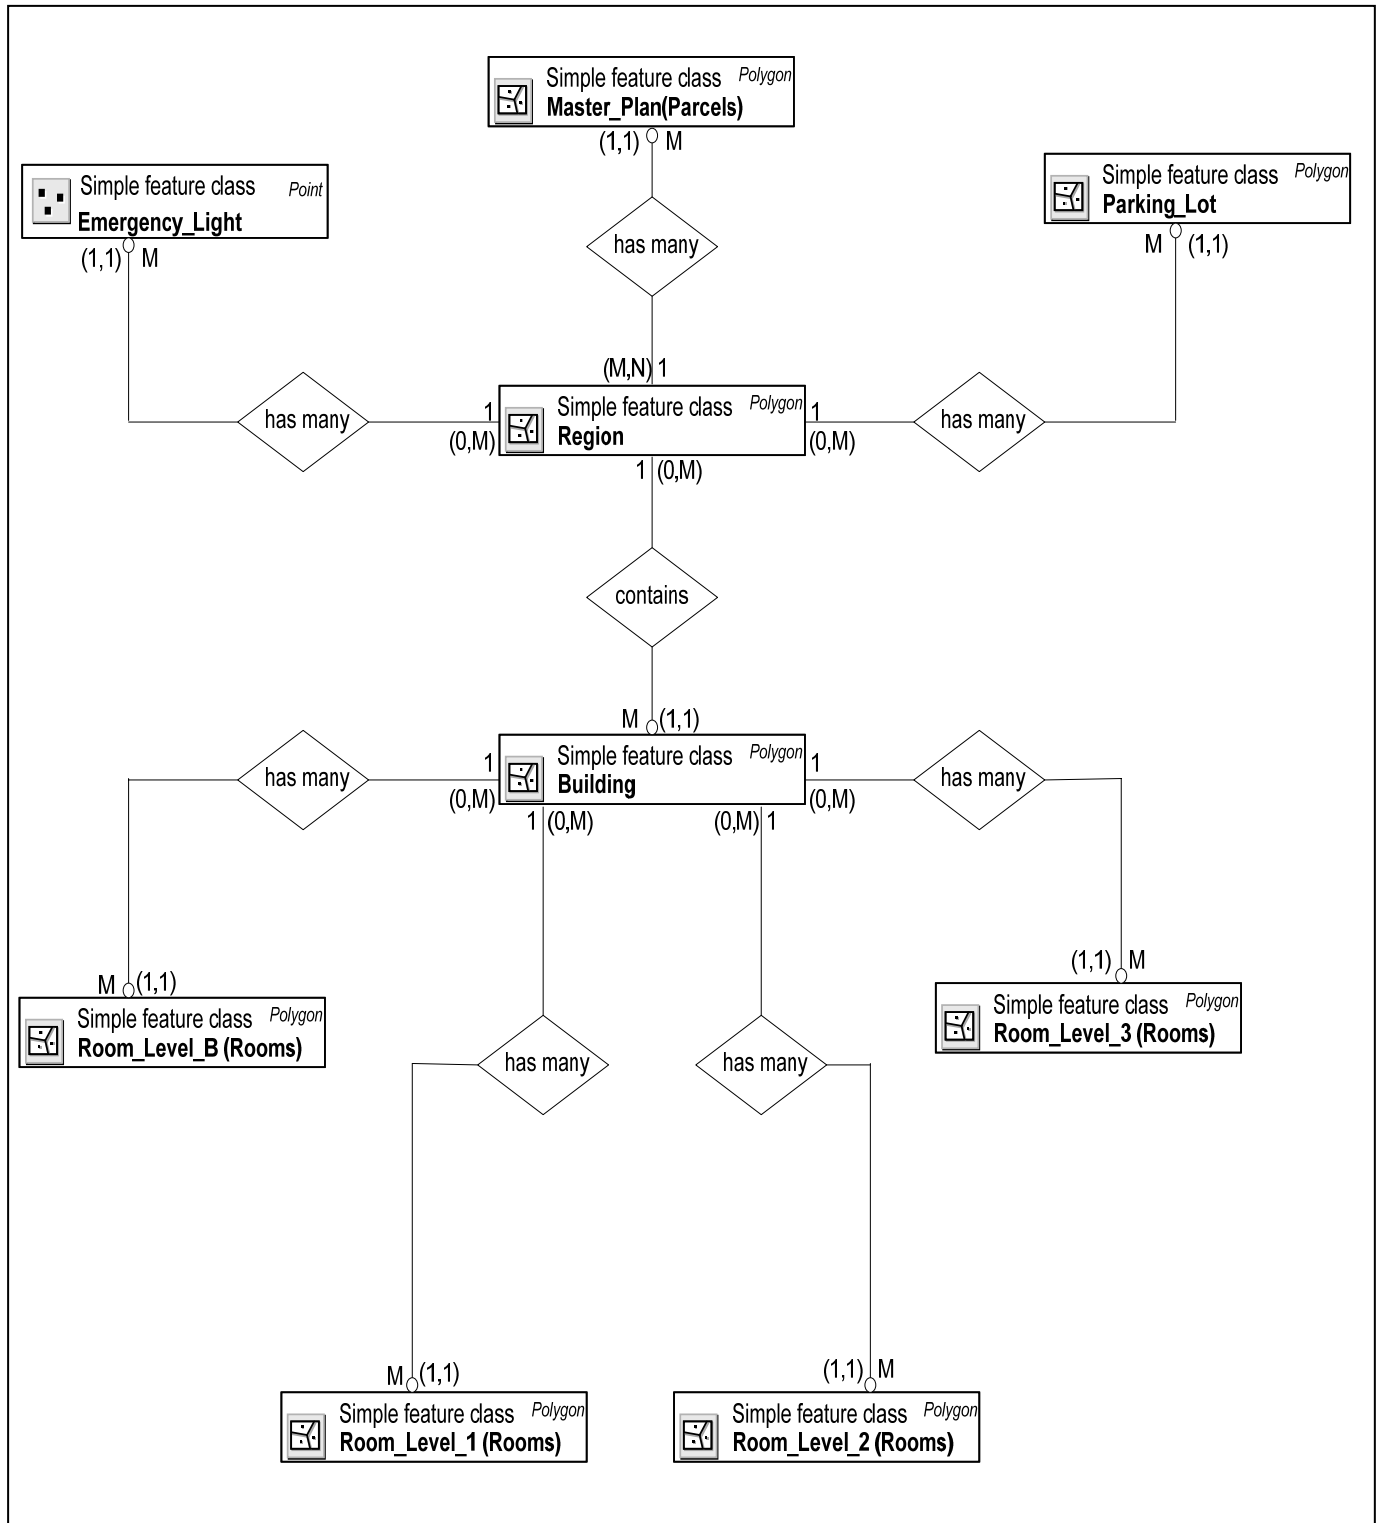 Simple feature class Polygon
Master_Plan(Parcels)
(1,1) M
Simple feature class Point
Emergency_Light
(1,1) M
Simple feature class Polygon
Parking_Lot
M (1,1)
has many
(M,N) 1
has many
1
(0,M)
Simple feature class Polygon
Region
1
(0,M)
has many
1 (0,M)
contains
M (1,1)
has many
1
(0,M)
Simple feature class Polygon
Building
1
(0,M)
has many
1 (0,M)
(0,M) 1
M (1,1)
Simple feature class Polygon
Room_Level_B (Rooms)
(1,1) M
Simple feature class Polygon
Room_Level_3 (Rooms)
has many
has many
M (1,1)
Simple feature class Polygon
Room_Level_1 (Rooms)
(1,1) M
Simple feature class Polygon
Room_Level_2 (Rooms)